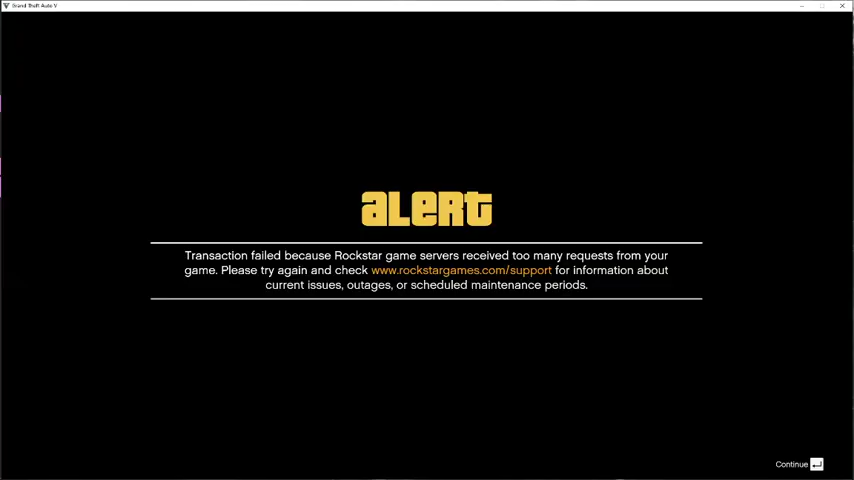 Grand Theft Auto V
ALERT
Transaction failed because Rockstar game servers received too many requests from your
game. Please try again and check www.rockstargames.com/support for information about
current issues, outages, or scheduled maintenance periods.
Continue